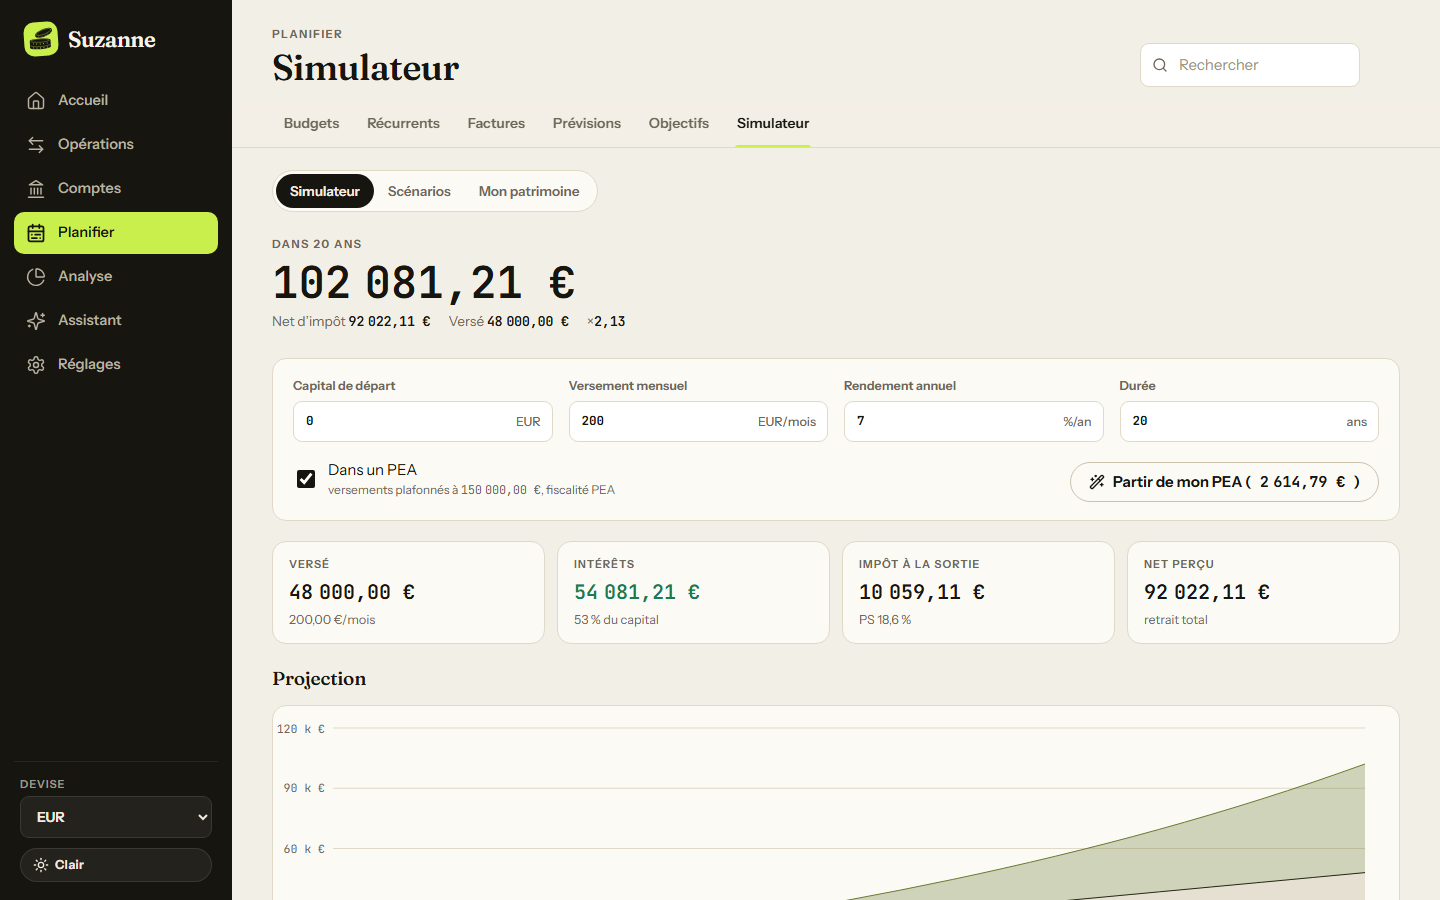 Suzanne
Accueil
Opérations
Comptes
Planifier
Analyse
Assistant
Réglages
DEVISE
EUR
Clair
PLANIFIER
Simulateur
Rechercher
Budgets Récurrents Factures Prévisions Objectifs Simulateur
Simulateur Scénarios Mon patrimoine
DANS 20 ANS
102 081,21 €
Net d'impôt 92 022,11 € Versé 48 000,00 € ×2,13
Capital de départ Versement mensuel Rendement annuel Durée
0 EUR 200 EUR/mois 7 %/an 20 ans
Dans un PEA
versements plafonnés à 150 000,00 €, fiscalité PEA
Partir de mon PEA ( 2 614,79 € )
VERSÉ
48 000,00 €
200,00 €/mois
INTÉRÊTS
54 081,21 €
53 % du capital
IMPÔT À LA SORTIE
10 059,11 €
PS 18,6 %
NET PERÇU
92 022,11 €
retrait total
Projection
120 k €
90 k €
60 k €